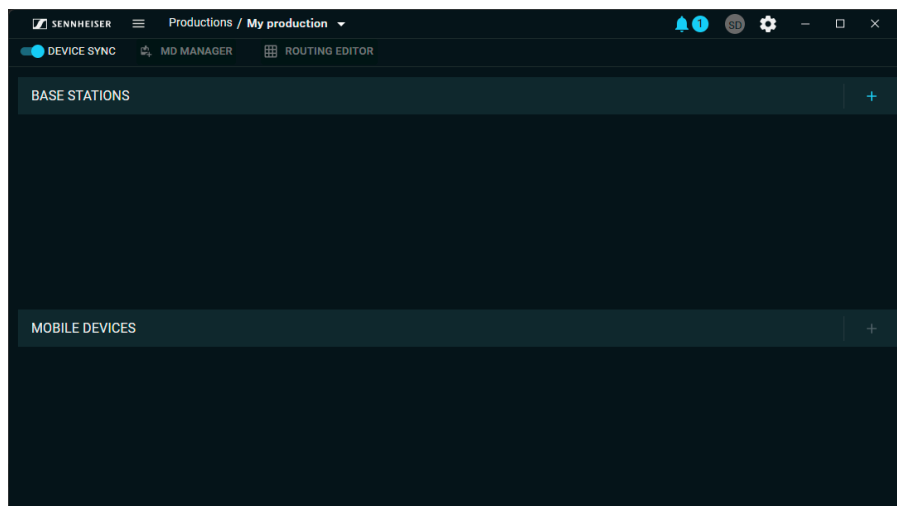 SENNHEISER Productions / My production 1 SD
DEVICE SYNC MD MANAGER ROUTING EDITOR
BASE STATIONS +
MOBILE DEVICES +